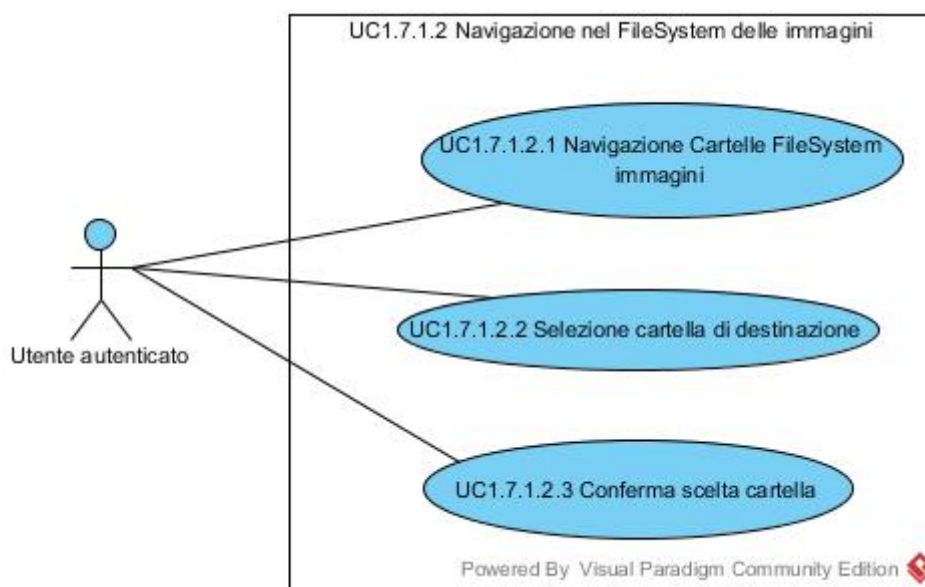 UC1.7.1.2 Navigazione nel FileSystem delle immagini
UC1.7.1.2.1 Navigazione Cartelle FileSystem
immagini
Utente autenticato
UC1.7.1.2.2 Selezione cartella di destinazione
UC1.7.1.2.3 Conferma scelta cartella
Powered By Visual Paradigm Community Edition